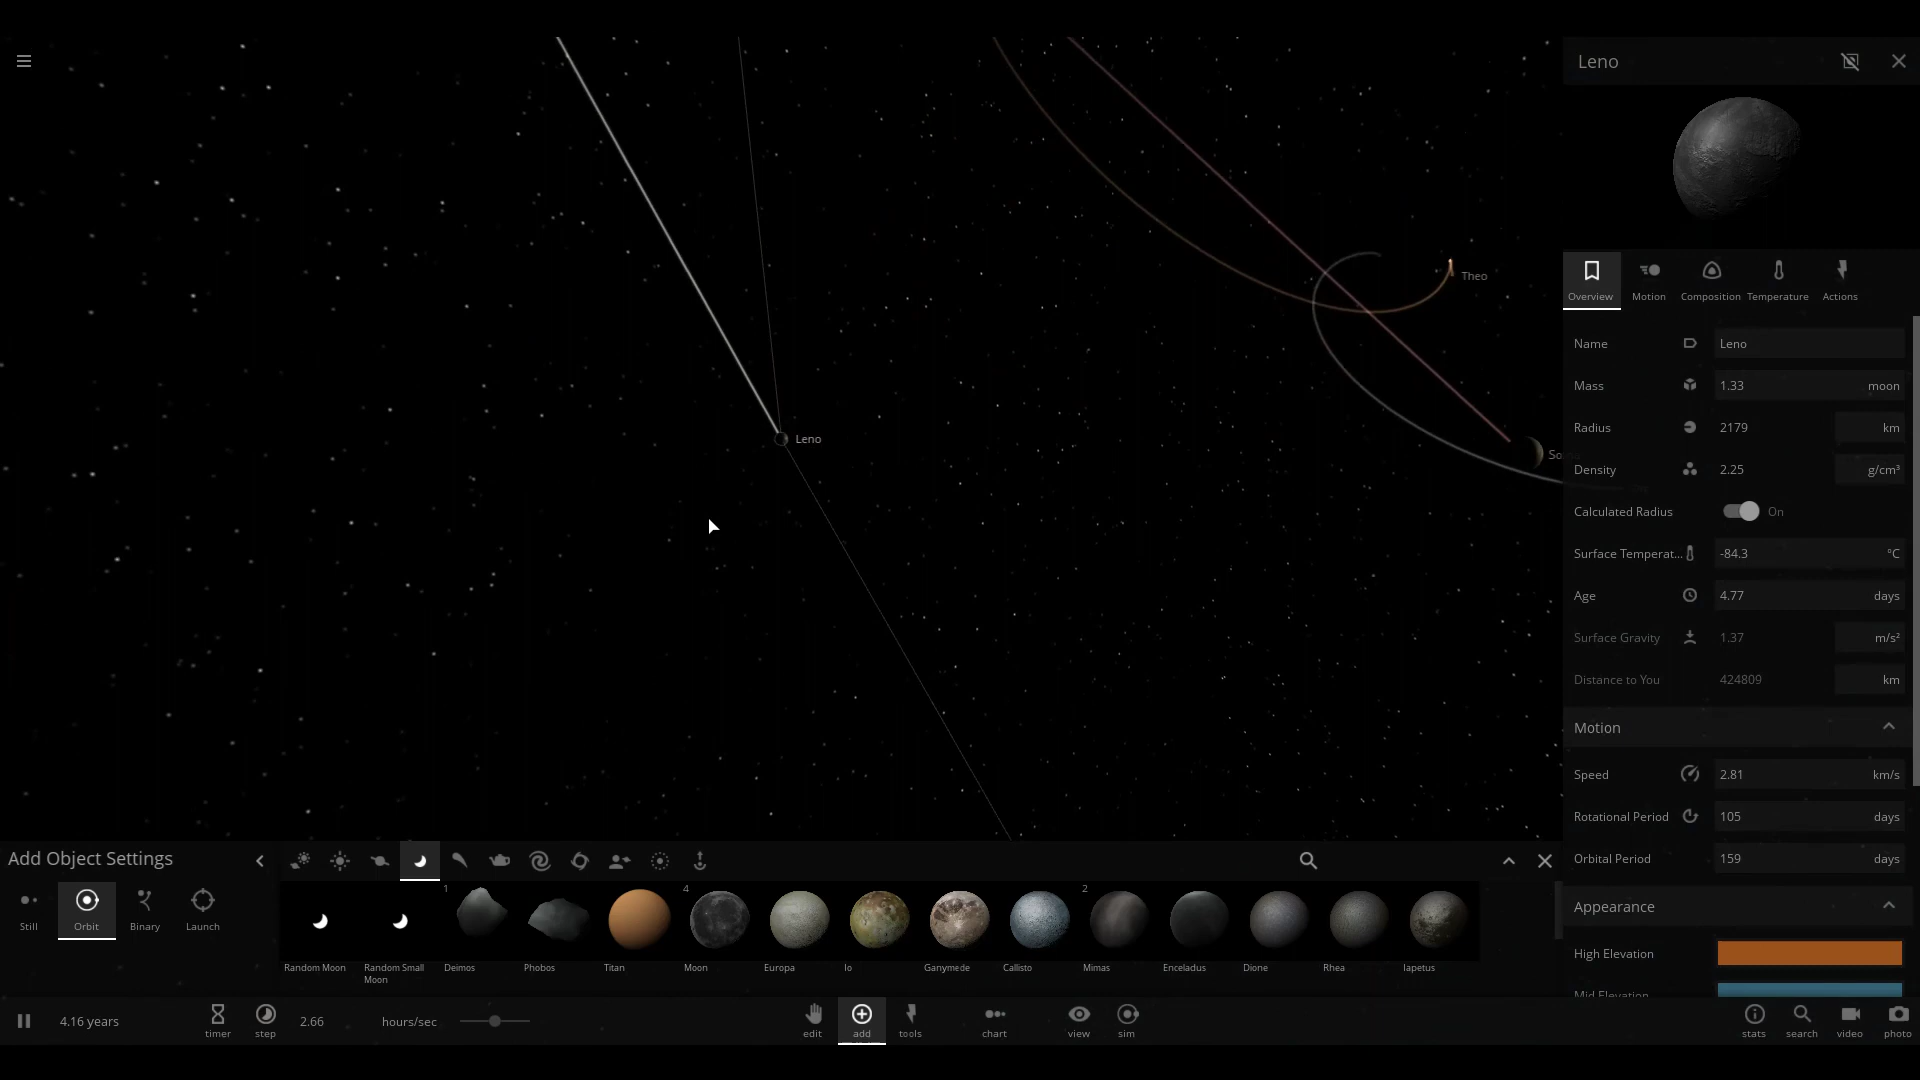 Leno
Theo
Leno
Overview
Motion
Composition
Temperature
Actions
Name
Leno
Mass
1.33
moon
Radius
2179
km
Density
2.25
g/cm³
Calculated Radius
On
Surface Temperat...
-84.3
°C
Age
4.77
days
Surface Gravity
1.37
m/s²
Distance to You
424809
km
Motion
Speed
2.81
km/s
Rotational Period
105
days
Orbital Period
159
days
Appearance
High Elevation
Mid Elevation
Add Object Settings
Still
Orbit
Binary
Launch
1
4
2
Random Moon
Random Small
Moon
Deimos
Phobos
Titan
Moon
Europa
Io
Ganymede
Callisto
Mimas
Enceladus
Dione
Rhea
Iapetus
4.16 years
timer
step
2.66
hours/sec
edit
add
tools
chart
view
sim
stats
search
video
photo